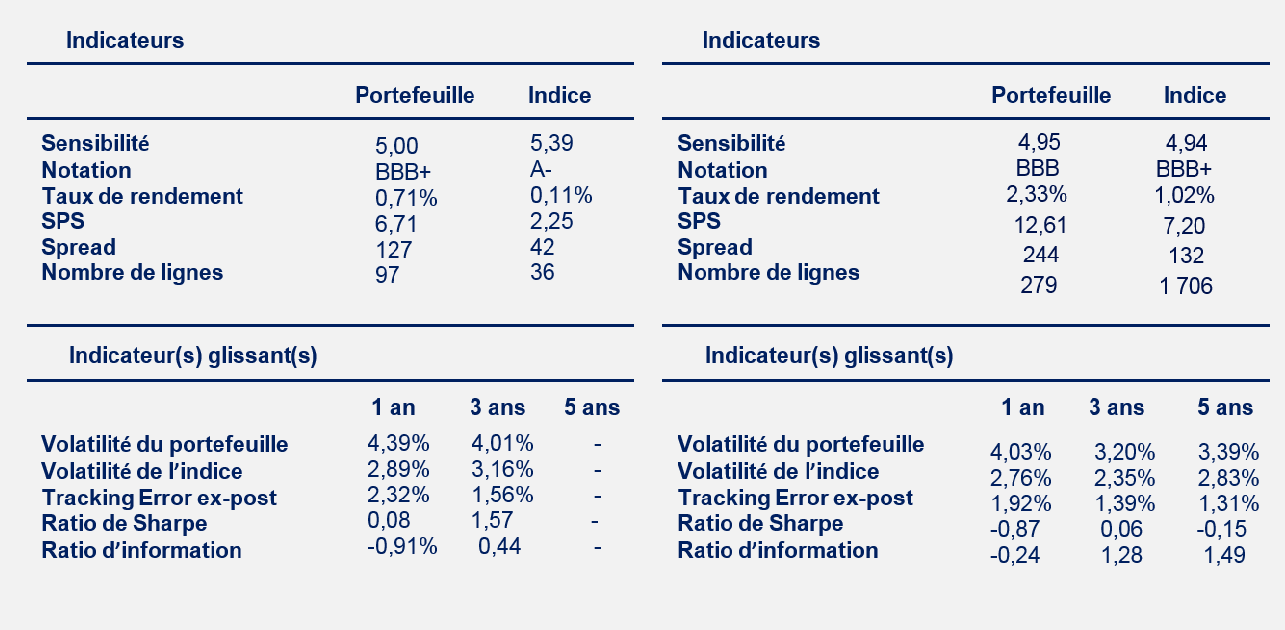 Indicateurs
Portefeuille Indice
Sensibilité 5,00 5,39
Notation BBB+ A-
Taux de rendement 0,71% 0,11%
SPS 6,71 2,25
Spread 127 42
Nombre de lignes 97 36
Indicateur(s) glissant(s)
1 an 3 ans 5 ans
Volatilité du portefeuille 4,39% 4,01% -
Volatilité de l’indice 2,89% 3,16% -
Tracking Error ex-post 2,32% 1,56% -
Ratio de Sharpe 0,08 1,57 -
Ratio d’information -0,91% 0,44 -
Indicateurs
Portefeuille Indice
Sensibilité 4,95 4,94
Notation BBB BBB+
Taux de rendement 2,33% 1,02%
SPS 12,61 7,20
Spread 244 132
Nombre de lignes 279 1 706
Indicateur(s) glissant(s)
1 an 3 ans 5 ans
Volatilité du portefeuille 4,03% 3,20% 3,39%
Volatilité de l’indice 2,76% 2,35% 2,83%
Tracking Error ex-post 1,92% 1,39% 1,31%
Ratio de Sharpe -0,87 0,06 -0,15
Ratio d’information -0,24 1,28 1,49